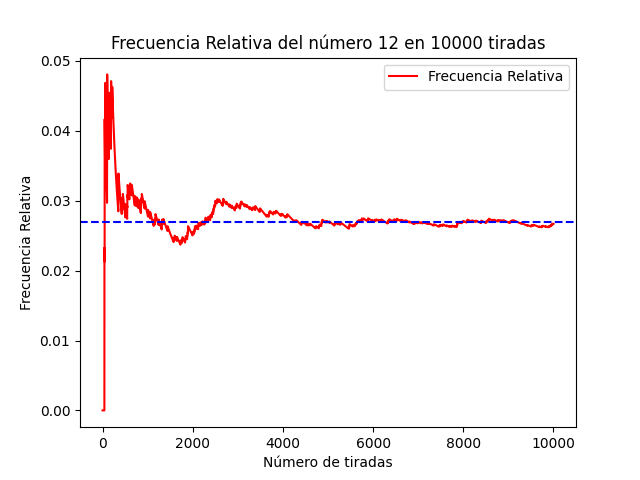 Frecuencia Relativa del número 12 en 10000 tiradas
Frecuencia Relativa
0.05
0.04
0.03
0.02
0.01
0.00
Frecuencia Relativa
0 2000 4000 6000 8000 10000
Número de tiradas